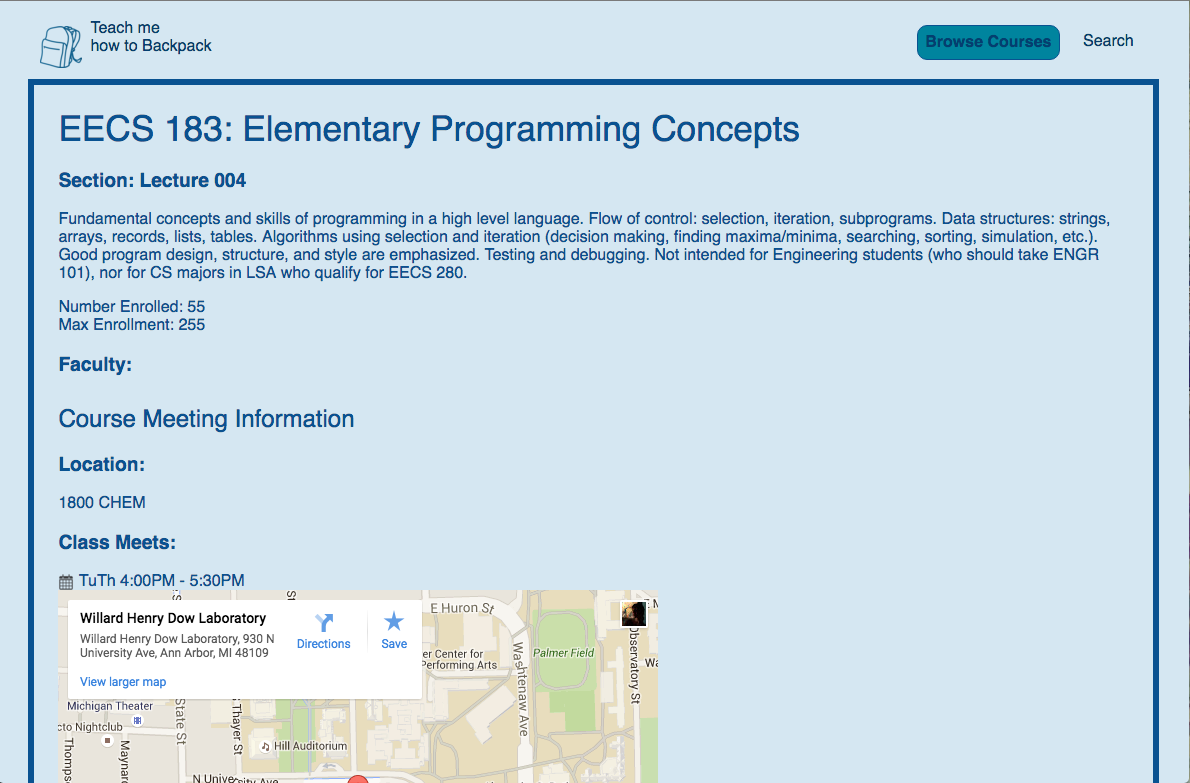 Teach me
how to Backpack
Browse Courses
Search
EECS 183: Elementary Programming Concepts
Section: Lecture 004
Fundamental concepts and skills of programming in a high level language. Flow of control: selection, iteration, subprograms. Data structures: strings,
arrays, records, lists, tables. Algorithms using selection and iteration (decision making, finding maxima/minima, searching, sorting, simulation, etc.).
Good program design, structure, and style are emphasized. Testing and debugging. Not intended for Engineering students (who should take ENGR
101), nor for CS majors in LSA who qualify for EECS 280.
Number Enrolled: 55
Max Enrollment: 255
Faculty:
Course Meeting Information
Location:
1800 CHEM
Class Meets:
TuTh 4:00PM - 5:30PM
Willard Henry Dow Laboratory
Willard Henry Dow Laboratory, 930 N
University Ave, Ann Arbor, MI 48109
Directions
Save
View larger map
E Huron St
er Center for
Performing Arts
Washtenaw Ave
Palmer Field
Observatory St
Wa
Michigan Theater
cto Nightclub
State St
Thayer St
Hill Auditorium
Thomps
Maynar
N University Ave